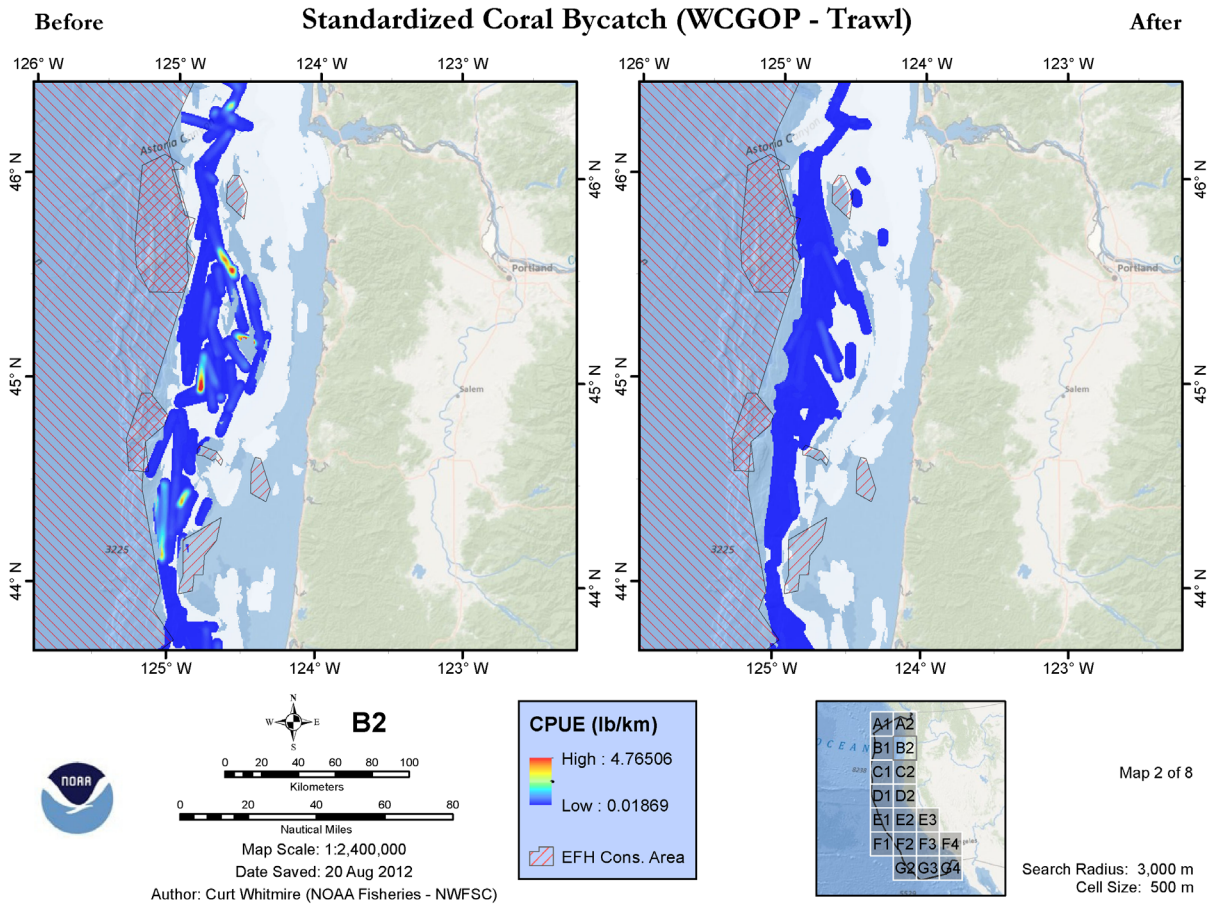 Before
Standardized Coral Bycatch (WCGOP - Trawl)
After
126° W 125° W 124° W 123° W
126° W 125° W 124° W 123° W
46° N
45° N
44° N
Astoria
Portland
Salem
3225
46° N
45° N
44° N
Astoria Canyon
Portland
Salem
3225
46° N
45° N
44° N
125° W 124° W 123° W
125° W 124° W 123° W
N
W E
S
B2
0 20 40 60 80 100
Kilometers
0 20 40 60 80
Nautical Miles
Map Scale: 1:2,400,000
Date Saved: 20 Aug 2012
Author: Curt Whitmire (NOAA Fisheries - NWFSC)
NOAA
CPUE (lb/km)
High : 4.76506
Low : 0.01869
EFH Cons. Area
OCEAN
A1 A2
B1 B2
C1 C2
D1 D2
E1 E2 E3
F1 F2 F3 F4
G2 G3 G4
Map 2 of 8
Search Radius: 3,000 m
Cell Size: 500 m